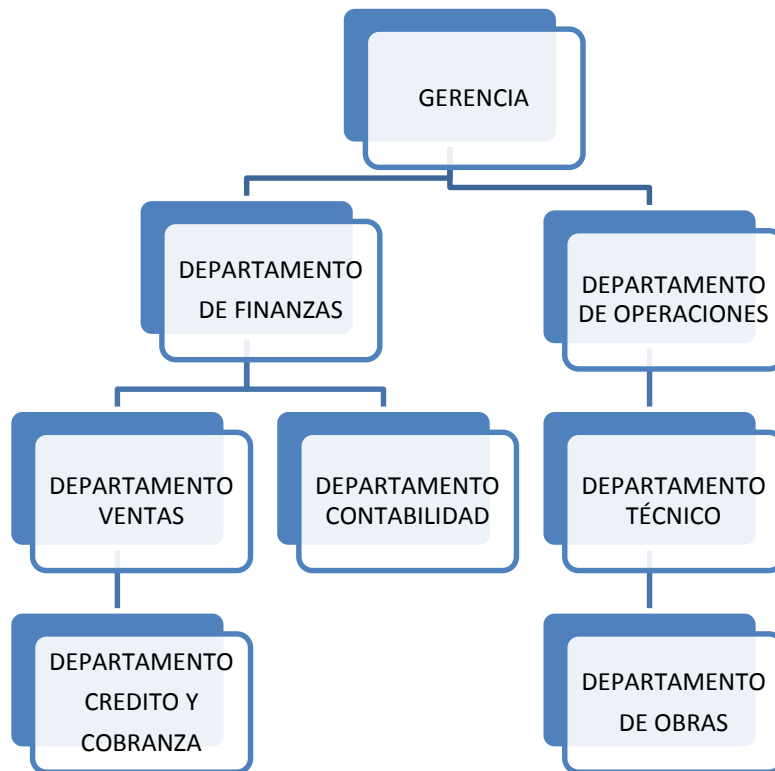 GERENCIA
DEPARTAMENTO
DE FINANZAS
DEPARTAMENTO
DE OPERACIONES
DEPARTAMENTO
VENTAS
DEPARTAMENTO
CONTABILIDAD
DEPARTAMENTO
TÉCNICO
DEPARTAMENTO
CREDITO Y
COBRANZA
DEPARTAMENTO
DE OBRAS